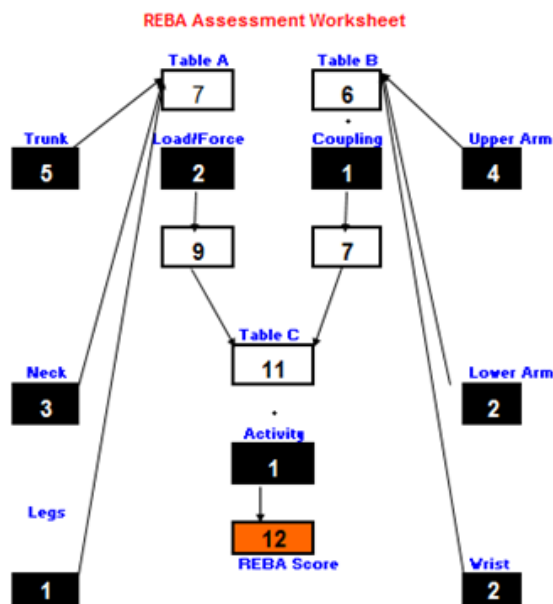 REBA Assessment Worksheet
Table A Table B
7 6
Trunk Load/Force Coupling Upper Arm
5 2 1 4
9 7
Table C
11
Neck Lower Arm
3 2
Activity
1
Legs
12
REBA Score Wrist
1 2